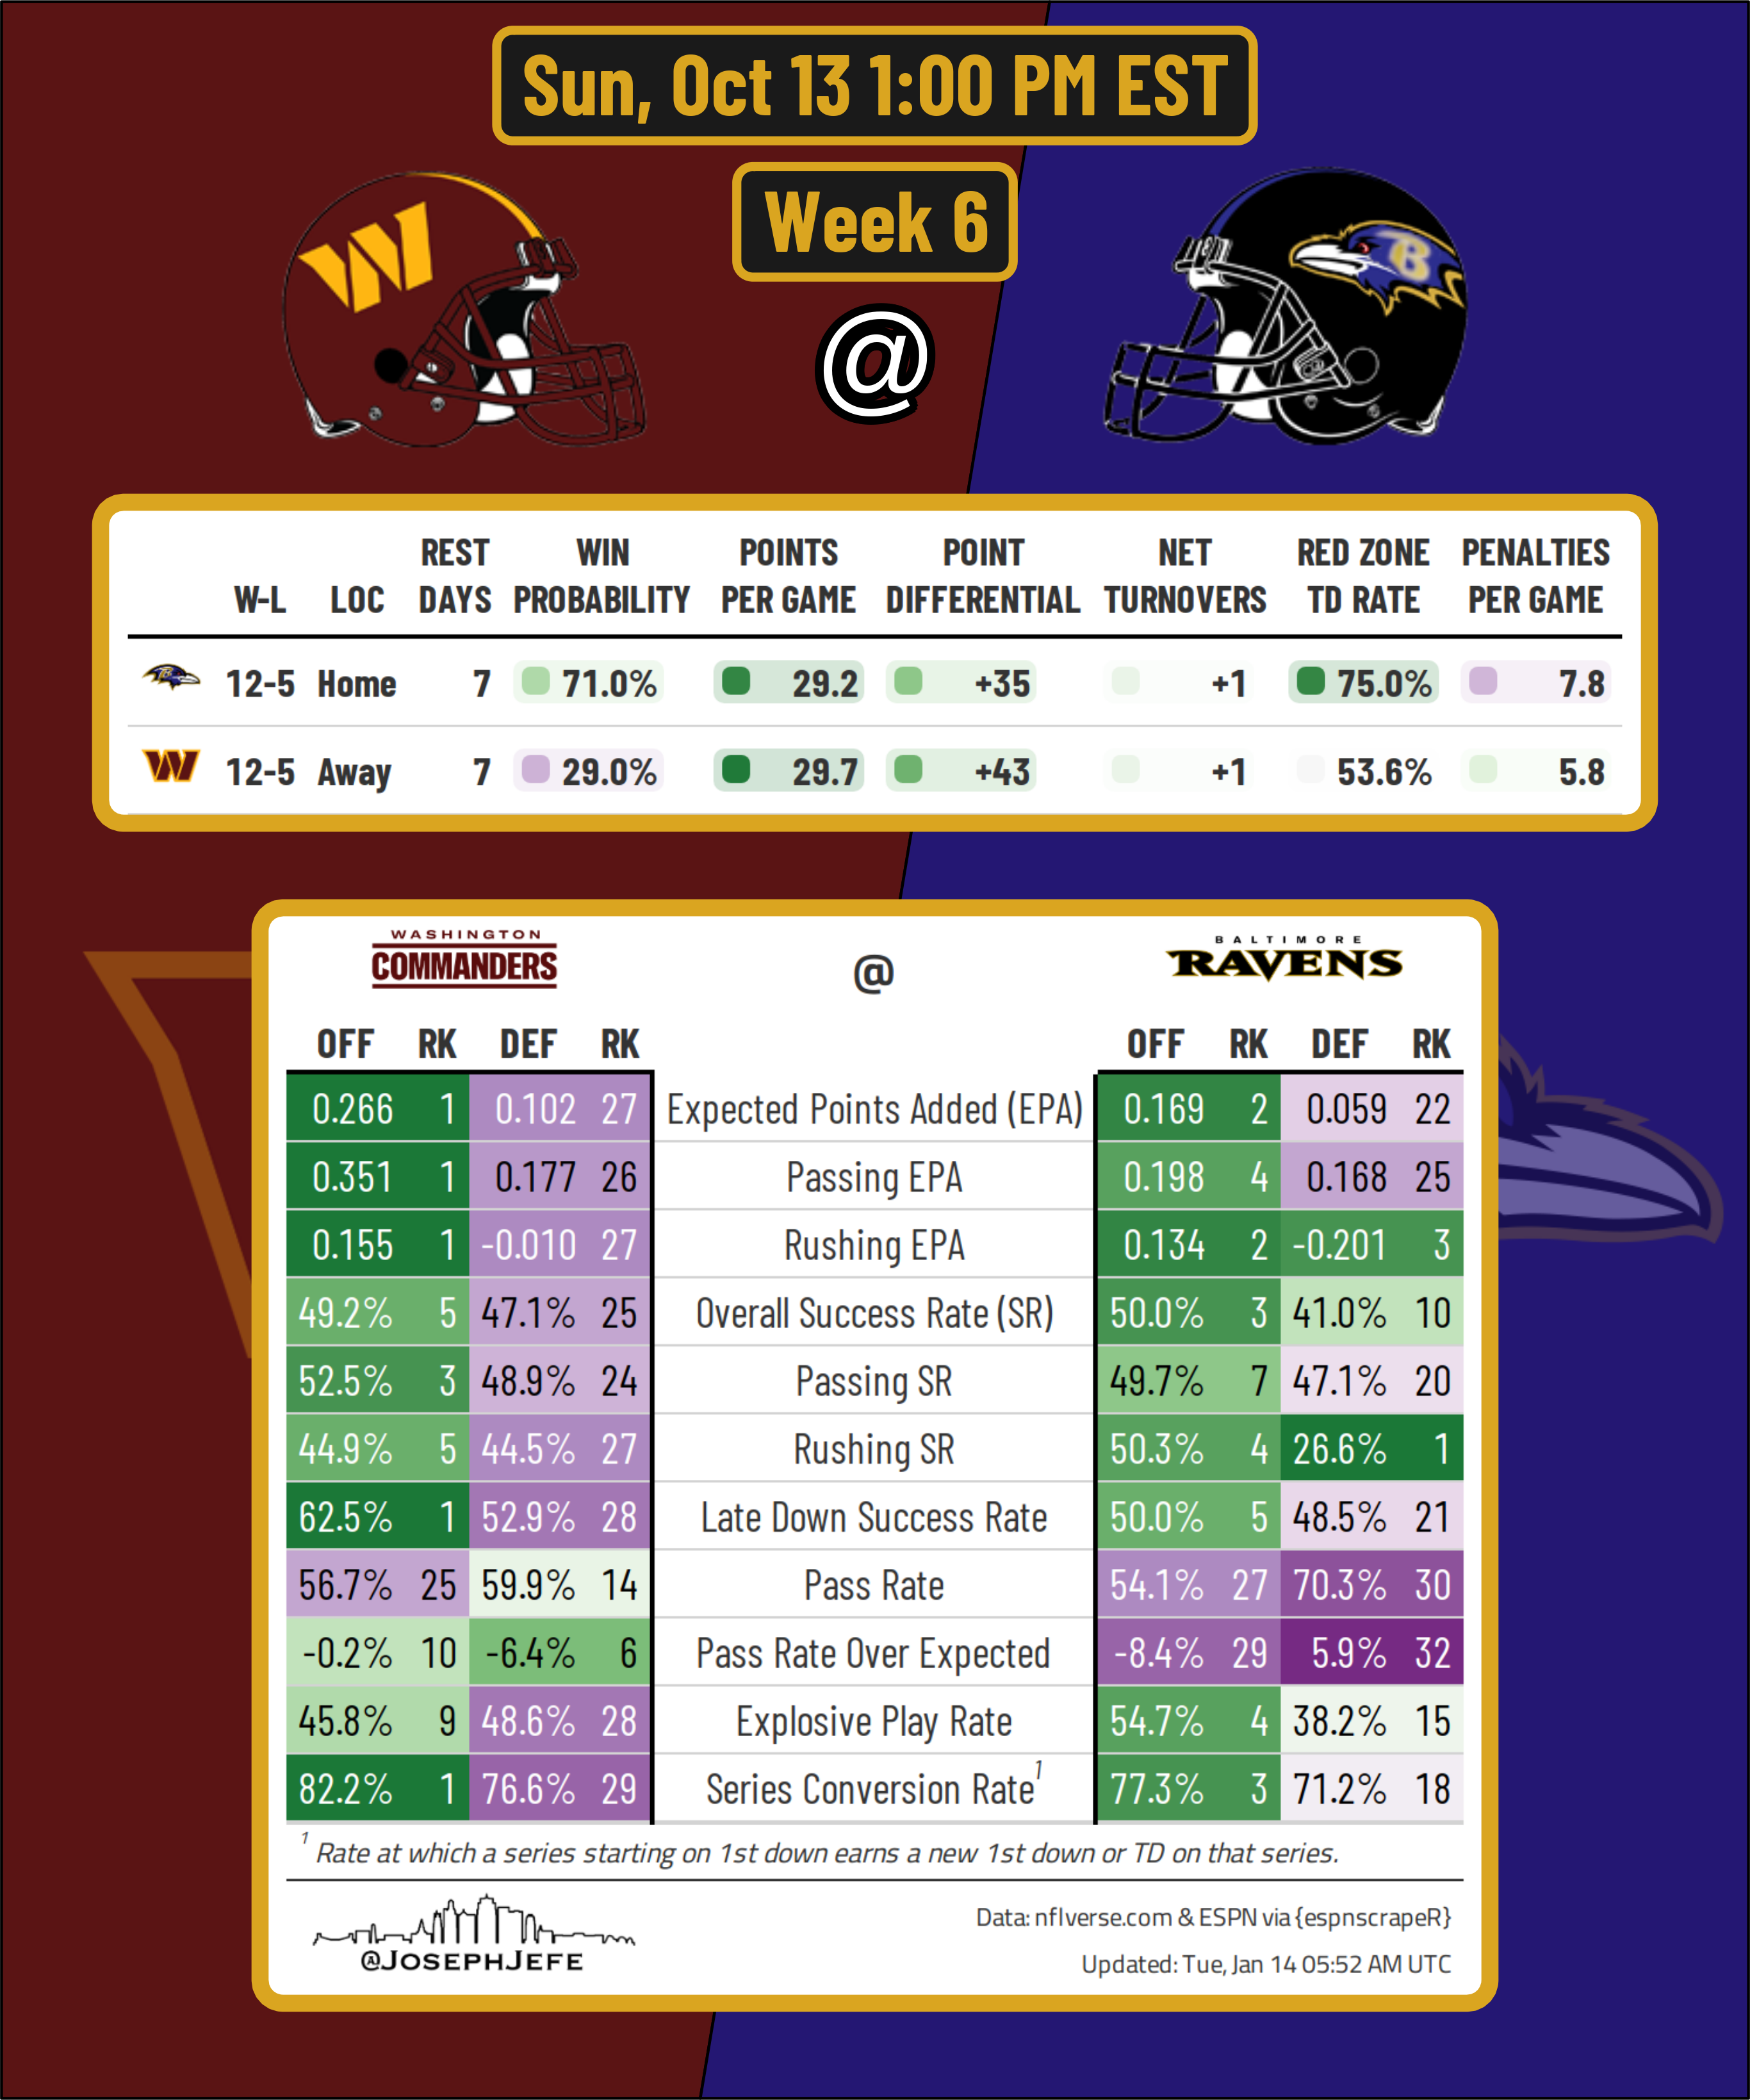 Sun, Oct 13 1:00 PM EST
Week 6
W
B
@
REST WIN POINTS POINT NET RED ZONE PENALTIES
W-L LOC DAYS PROBABILITY PER GAME DIFFERENTIAL TURNOVERS TD RATE PER GAME
12-5 Home 7 71.0% 29.2 +35 +1 75.0% 7.8
W 12-5 Away 7 29.0% 29.7 +43 +1 53.6% 5.8
WASHINGTON
COMMANDERS
@
BALTIMORE
RAVENS
OFF RK DEF RK OFF RK DEF RK
0.266 1 0.102 27 Expected Points Added (EPA) 0.169 2 0.059 22
0.351 1 0.177 26 Passing EPA 0.198 4 0.168 25
0.155 1 -0.010 27 Rushing EPA 0.134 2 -0.201 3
49.2% 5 47.1% 25 Overall Success Rate (SR) 50.0% 3 41.0% 10
52.5% 3 48.9% 24 Passing SR 49.7% 7 47.1% 20
44.9% 5 44.5% 27 Rushing SR 50.3% 4 26.6% 1
62.5% 1 52.9% 28 Late Down Success Rate 50.0% 5 48.5% 21
56.7% 25 59.9% 14 Pass Rate 54.1% 27 70.3% 30
-0.2% 10 -6.4% 6 Pass Rate Over Expected -8.4% 29 5.9% 32
45.8% 9 48.6% 28 Explosive Play Rate 54.7% 4 38.2% 15
82.2% 1 76.6% 29 Series Conversion Rate¹ 77.3% 3 71.2% 18
¹ Rate at which a series starting on 1st down earns a new 1st down or TD on that series.
@JOSEPHJEFE
Data: nflverse.com & ESPN via {espnscrapeR}
Updated: Tue, Jan 14 05:52 AM UTC